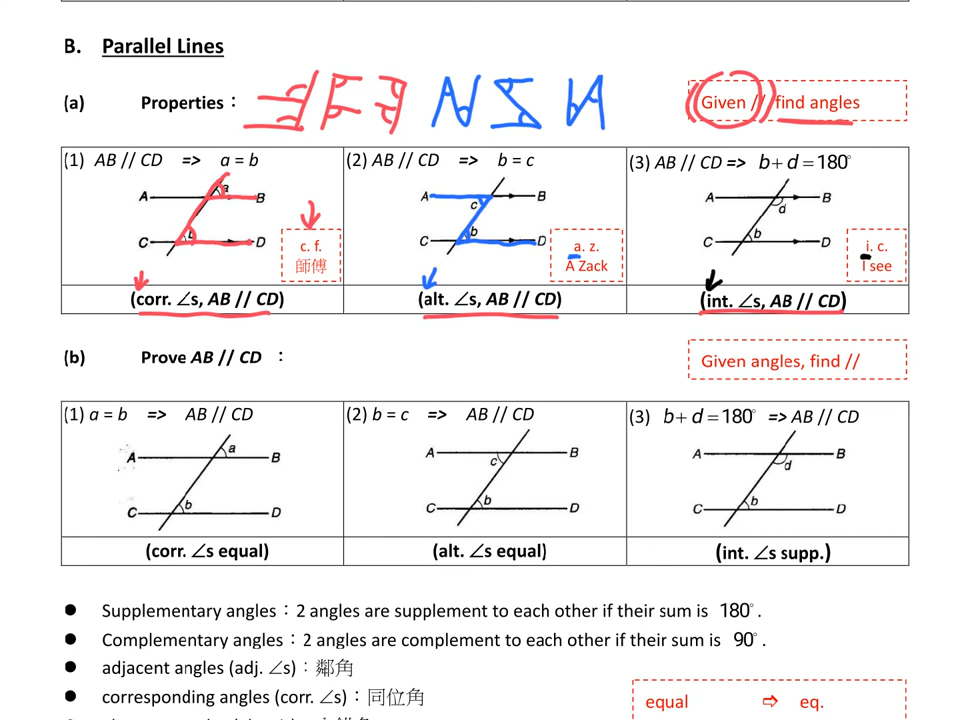 B. Parallel Lines
(a) Properties：
Given // find angles
(1) AB // CD => a = b
(2) AB // CD => b = c
(3) AB // CD => b + d = 180°
A a B
C b D
c. f.
師傅
A c B
C b D
a. z.
A Zack
A d B
C b D
i. c.
I see
(corr. ∠s, AB // CD)
(alt. ∠s, AB // CD)
(int. ∠s, AB // CD)
(b) Prove AB // CD ：
Given angles, find //
(1) a = b => AB // CD
(2) b = c => AB // CD
(3) b + d = 180° => AB // CD
A a B
C b D
A c B
C b D
A d B
C b D
(corr. ∠s equal)
(alt. ∠s equal)
(int. ∠s supp.)
● Supplementary angles：2 angles are supplement to each other if their sum is 180°.
● Complementary angles：2 angles are complement to each other if their sum is 90°.
● adjacent angles (adj. ∠s)：鄰角
● corresponding angles (corr. ∠s)：同位角
equal ⇨ eq.